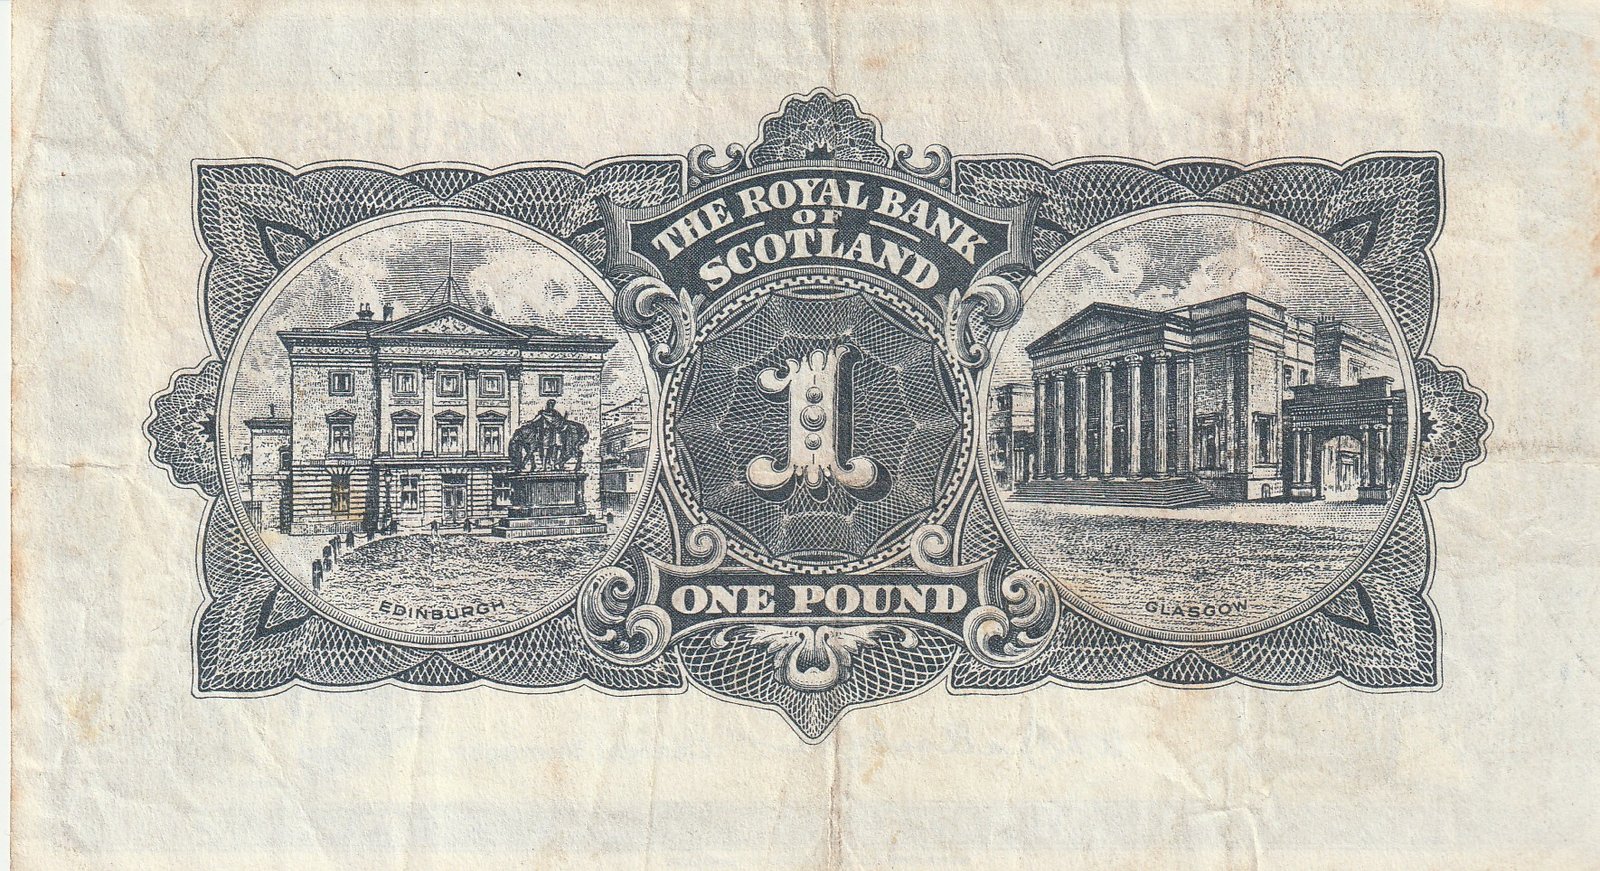 THE ROYAL BANK
OF
SCOTLAND
1
ONE POUND
EDINBURGH
GLASGOW